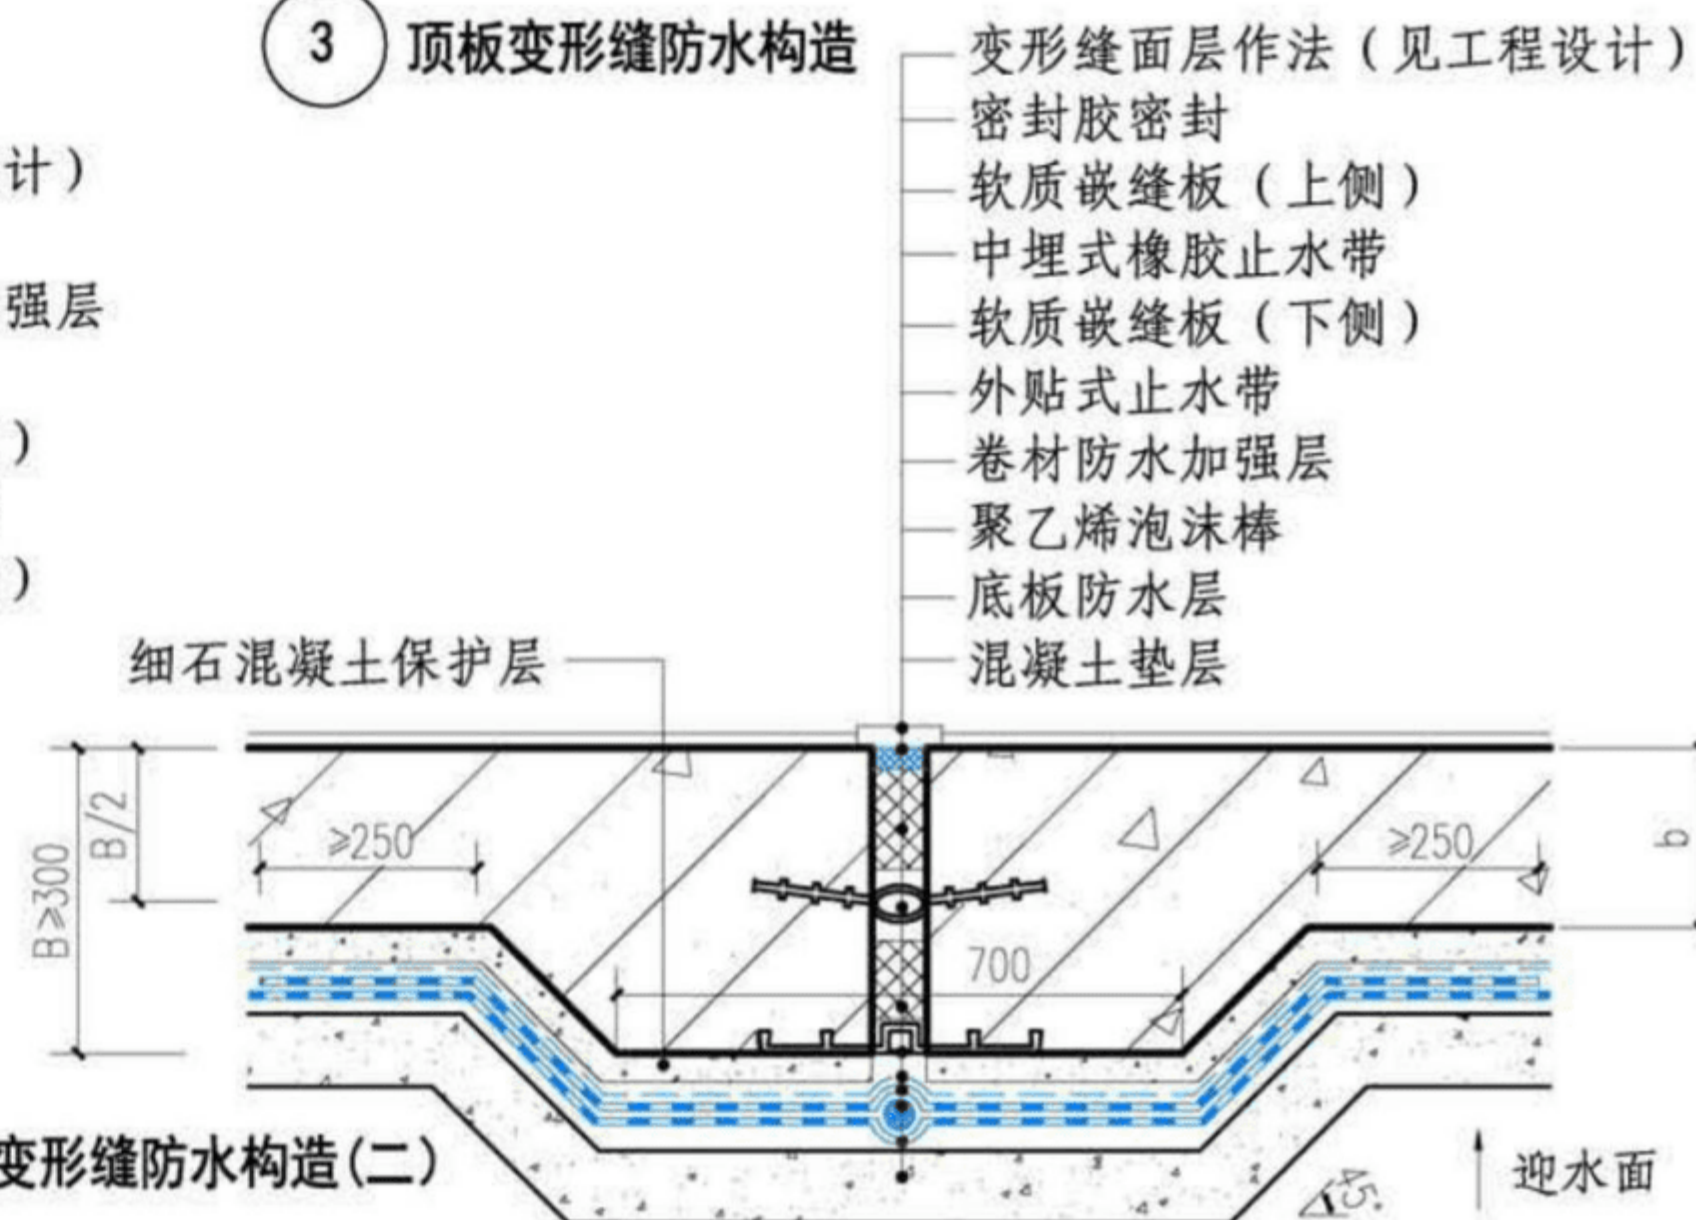 3 顶板变形缝防水构造
变形缝面层作法(见工程设计)
密封胶密封
计)
软质嵌缝板(上侧)
中埋式橡胶止水带
强层
软质嵌缝板(下侧)
外贴式止水带
)
卷材防水加强层
聚乙烯泡沫棒
)
底板防水层
细石混凝土保护层
混凝土垫层
B/2
≥250
≥250
b
B≥300
700
变形缝防水构造(二)
迎水面
45°